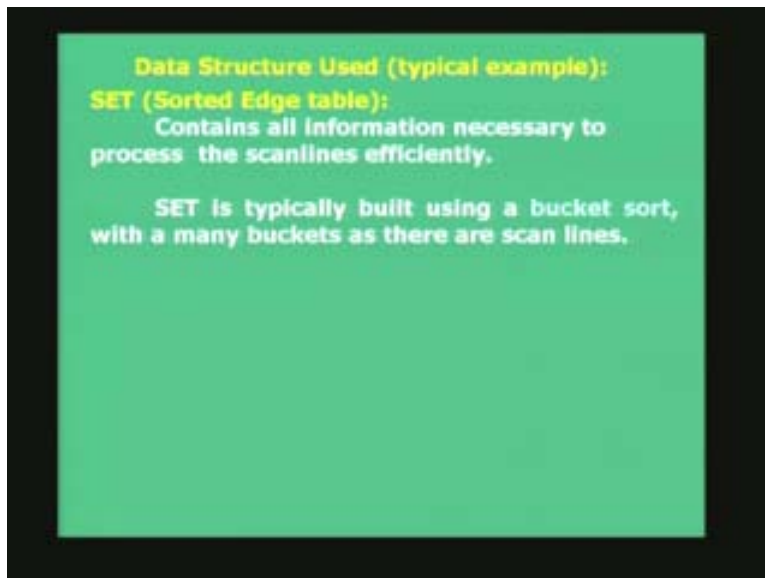 Data Structure Used (typical example):
SET (Sorted Edge table):
Contains all information necessary to
process the scanlines efficiently.
SET is typically built using a bucket sort,
with a many buckets as there are scan lines.